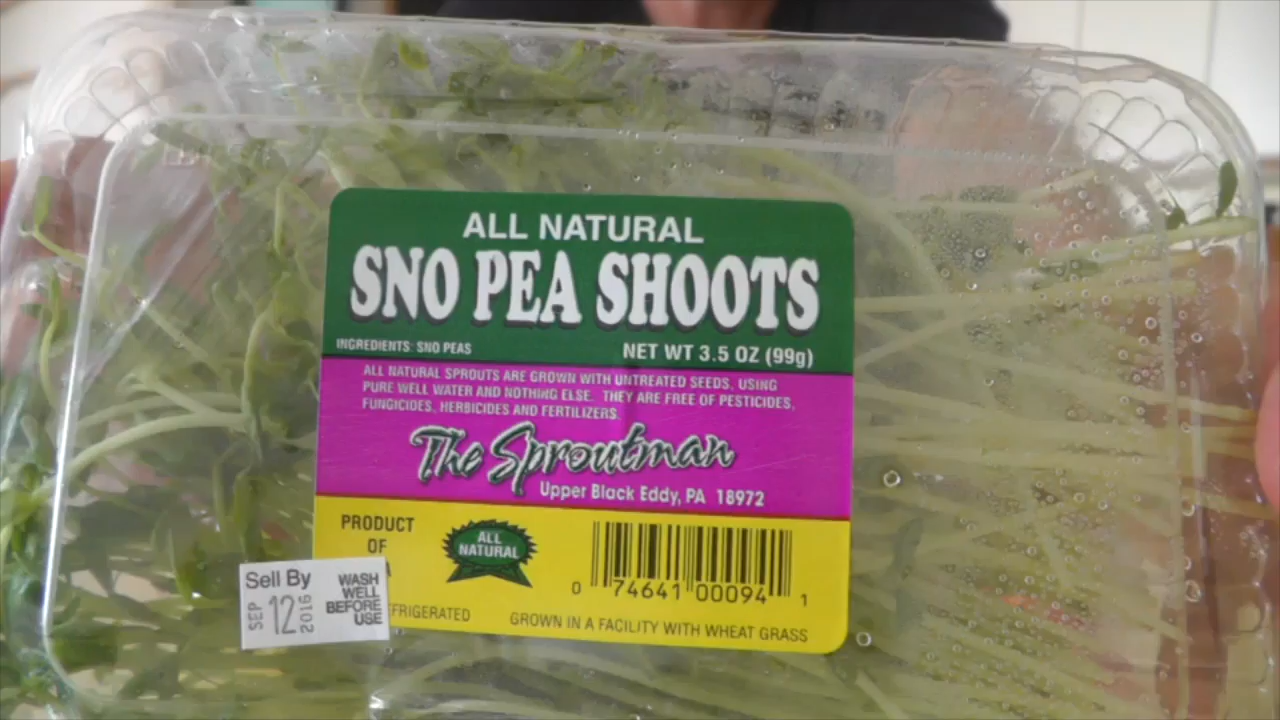 ALL NATURAL
SNO PEA SHOOTS
INGREDIENTS: SNO PEAS
NET WT 3.5 OZ (99g)
ALL NATURAL SPROUTS ARE GROWN WITH UNTREATED SEEDS, USING
PURE WELL WATER AND NOTHING ELSE. THEY ARE FREE OF PESTICIDES,
FUNGICIDES, HERBICIDES AND FERTILIZERS.
The Sproutman
Upper Black Eddy, PA 18972
PRODUCT
OF
ALL
NATURAL
0 74641 00094 1
GROWN IN A FACILITY WITH WHEAT GRASS
Sell By
SEP 12 2016
WASH
WELL
BEFORE
USE